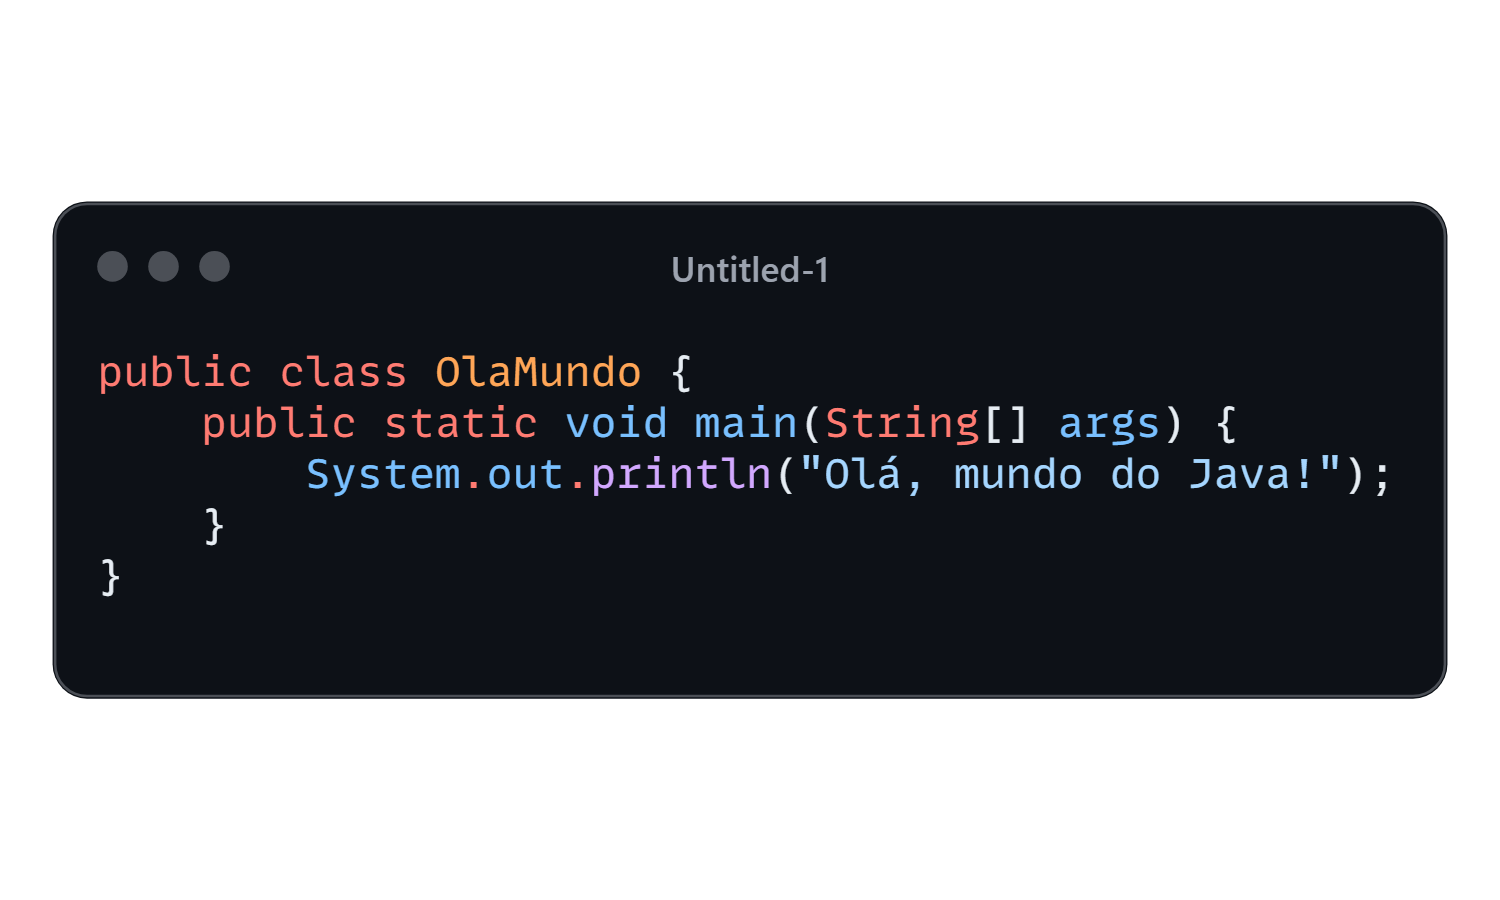 Untitled-1
public class OlaMundo {
    public static void main(String[] args) {
        System.out.println("Olá, mundo do Java!");
    }
}